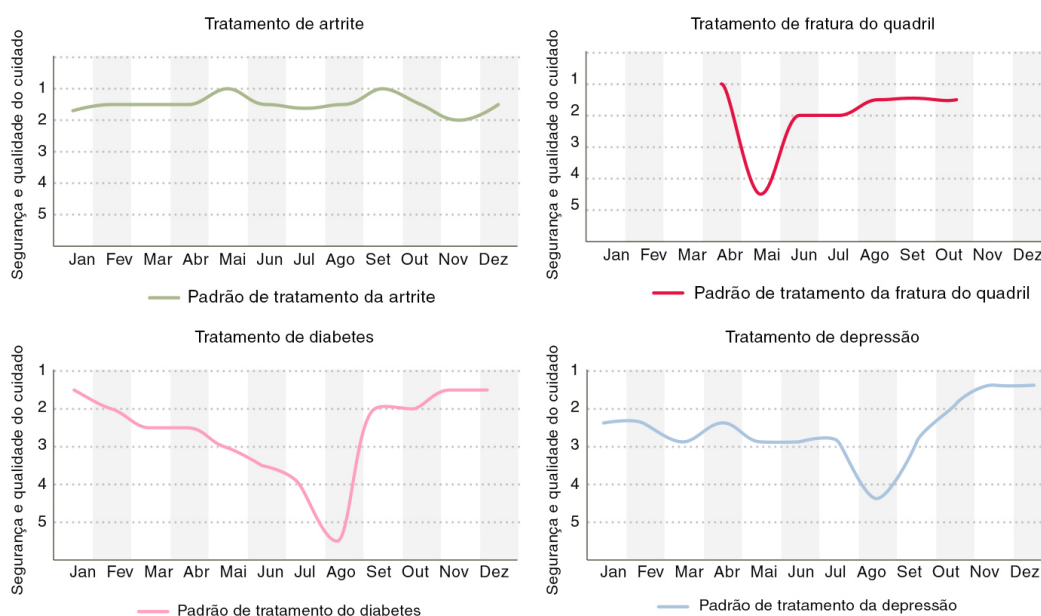 Tratamento de artrite
Segurança e qualidade do cuidado
1
2
3
4
5
Jan Fev Mar Abr Mai Jun Jul Ago Set Out Nov Dez
Padrão de tratamento da artrite
Tratamento de fratura do quadril
Segurança e qualidade do cuidado
1
2
3
4
5
Jan Fev Mar Abr Mai Jun Jul Ago Set Out Nov Dez
Padrão de tratamento da fratura do quadril
Tratamento de diabetes
Segurança e qualidade do cuidado
1
2
3
4
5
Jan Fev Mar Abr Mai Jun Jul Ago Set Out Nov Dez
Padrão de tratamento do diabetes
Tratamento de depressão
Segurança e qualidade do cuidado
1
2
3
4
5
Jan Fev Mar Abr Mai Jun Jul Ago Set Out Nov Dez
Padrão de tratamento da depressão